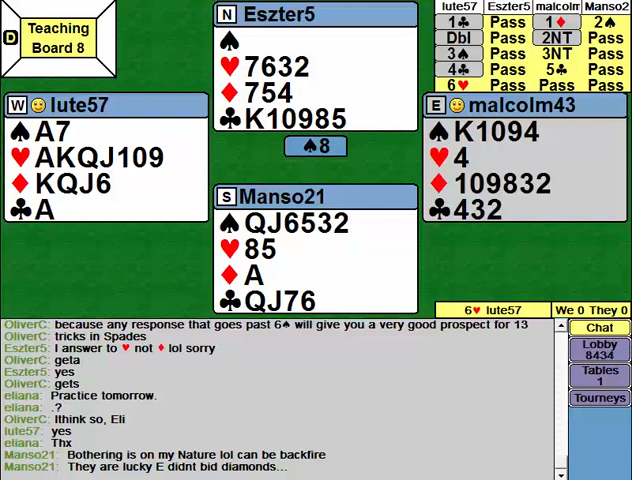 Teaching
Board 8
D
N Eszter5
♠
♥ 7632
♦ 754
♣ K10985
lute57 Eszter5 malcolm Manso2
1♣ Pass 1♦ 2♠
Dbl Pass 2NT Pass
3♠ Pass 3NT Pass
4♣ Pass 5♣ Pass
6♥ Pass Pass Pass
W lute57
♠ A7
♥ AKQJ109
♦ KQJ6
♣ A
♠8
E malcolm43
♠ K1094
♥ 4
♦ 109832
♣ 432
S Manso21
♠ QJ6532
♥ 85
♦ A
♣ QJ76
6♥ lute57 We 0 They 0
OliverC: because any response that goes past 6♠ will give you a very good prospect for 13
OliverC: tricks in Spades
Eszter5: I answer to ♥ not ♦ lol sorry
OliverC: geta
Eszter5: yes
OliverC: gets
eliana: Practice tomorrow.
eliana: .?
OliverC: Ithink so, Eli
lute57: yes
eliana: Thx
Manso21: Bothering is on my Nature lol can be backfire
Manso21: They are lucky E didnt bid diamonds...
Chat
Lobby
8434
Tables
1
Tourneys